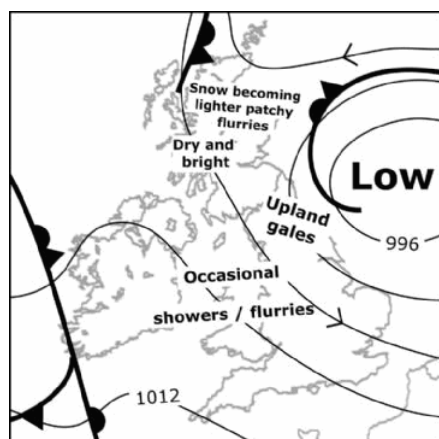 Snow becoming
lighter patchy
flurries
Dry and
bright
Low
Upland
gales
996
Occasional
showers / flurries
1012